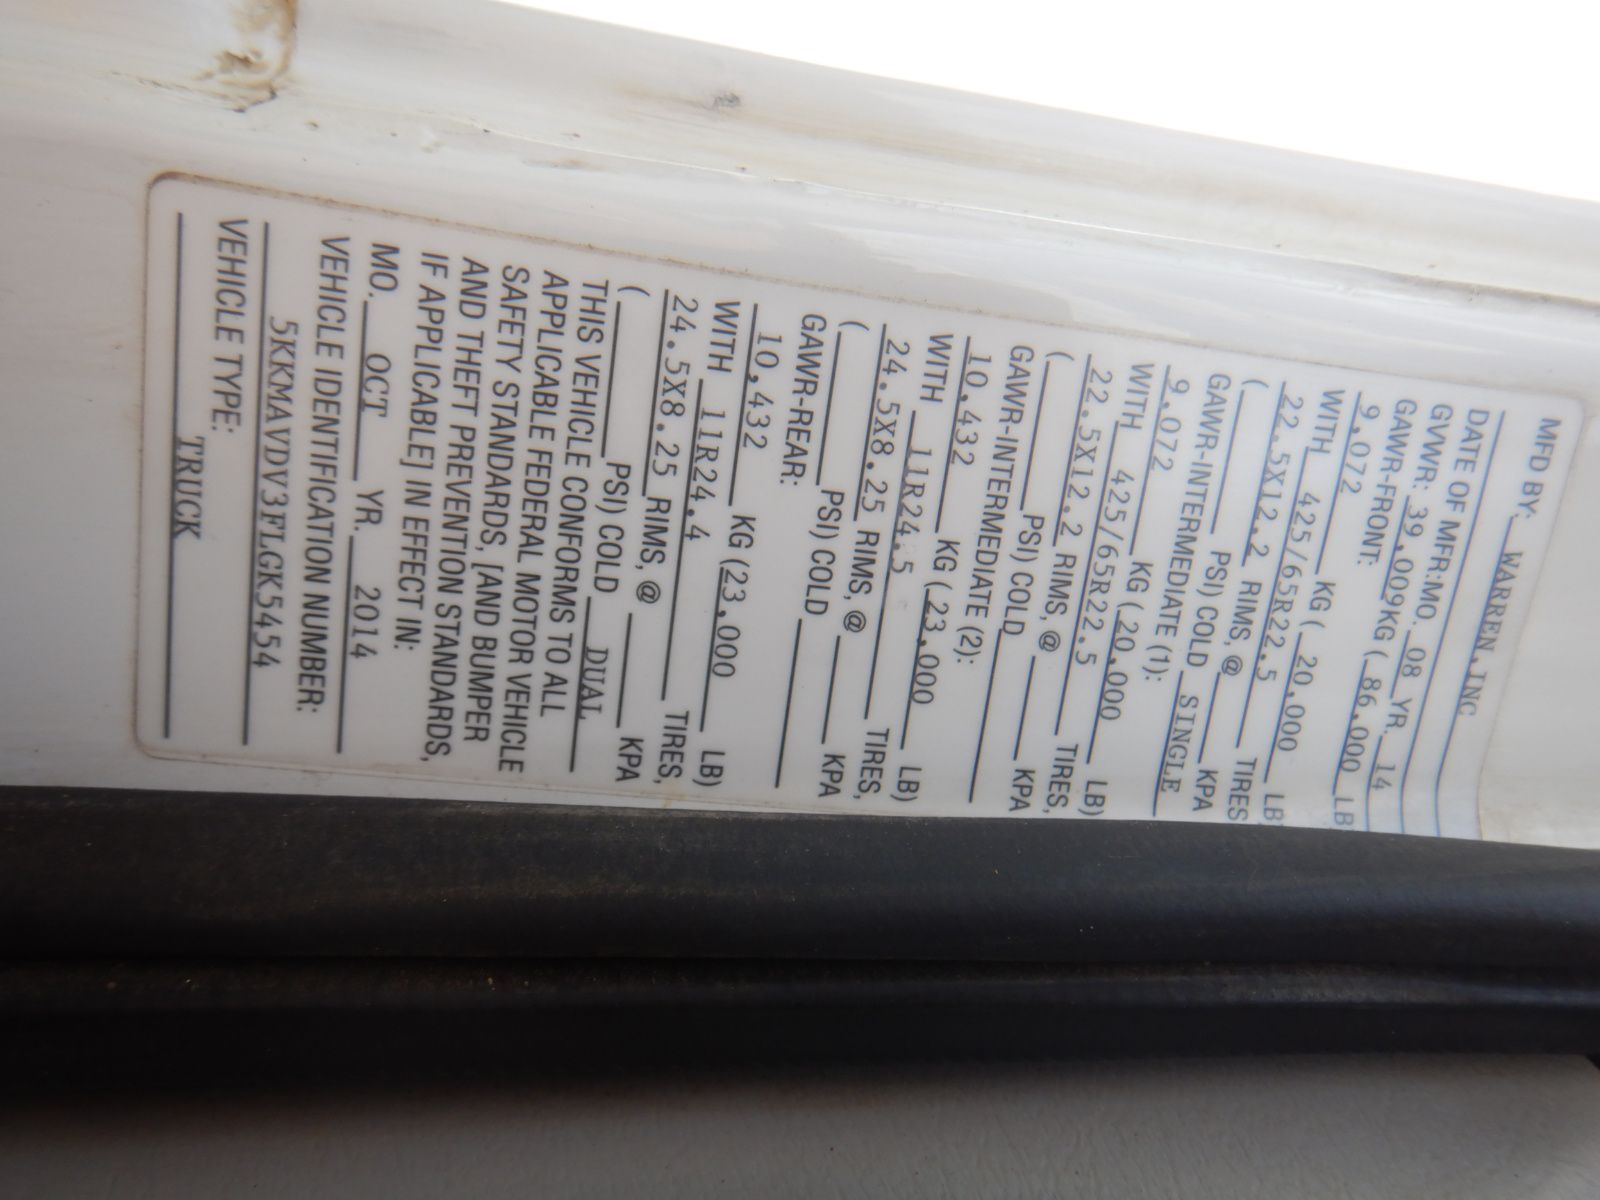 MFD BY: WARREN, INC
DATE OF MFR:MO. 08 YR. 14
GVWR: 39,009KG ( 86,000 LB
GAWR-FRONT:
9,072 KG ( 20,000 LB
WITH 425/65R22.5 TIRES
22.5X12.2 RIMS, @ KPA
( PSI) COLD SINGLE
GAWR-INTERMEDIATE (1):
9,072 KG ( 20,000 LB)
WITH 425/65R22.5 TIRES,
22.5X12.2 RIMS, @ KPA
( PSI) COLD
GAWR-INTERMEDIATE (2):
10,432 KG ( 23,000 LB)
WITH 11R24.5 TIRES,
24.5X8.25 RIMS, @ KPA
( PSI) COLD
GAWR-REAR:
10,432 KG (23,000 LB)
WITH 11R24.4 TIRES,
24.5X8.25 RIMS, @ KPA
( PSI) COLD DUAL
THIS VEHICLE CONFORMS TO ALL
APPLICABLE FEDERAL MOTOR VEHICLE
SAFETY STANDARDS, [AND BUMPER
AND THEFT PREVENTION STANDARDS,
IF APPLICABLE] IN EFFECT IN:
MO. OCT YR. 2014
VEHICLE IDENTIFICATION NUMBER:
5KKMAVDV3FLGK5454
VEHICLE TYPE:
TRUCK